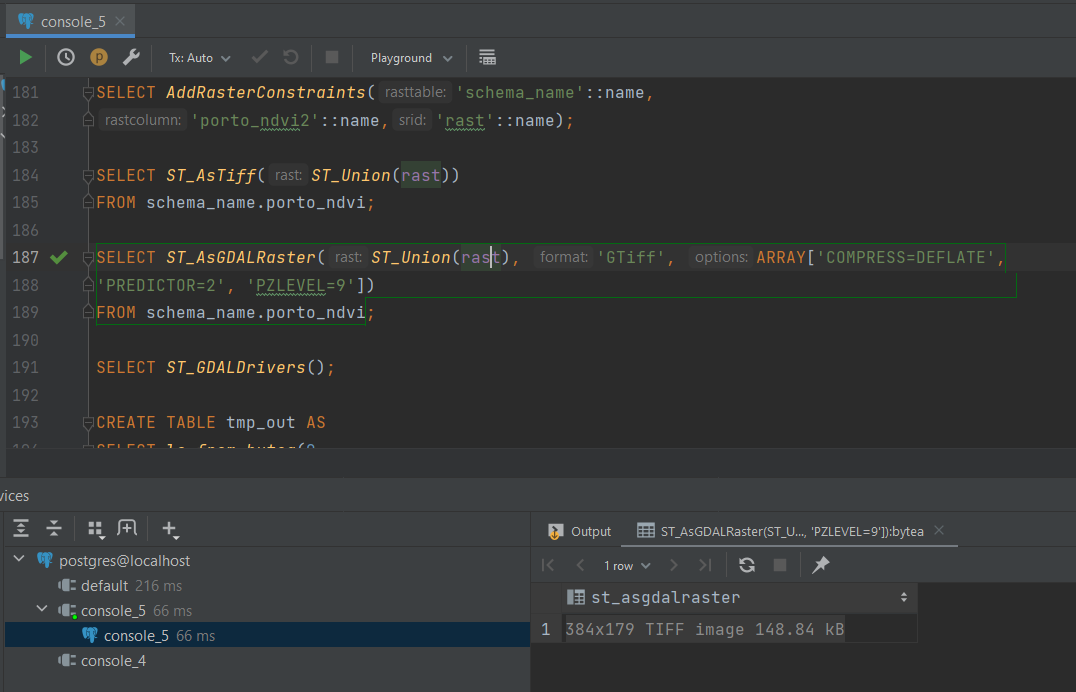 console_5
Tx: Auto Playground
181 SELECT AddRasterConstraints( rasttable: 'schema_name'::name,
182 rastcolumn: 'porto_ndvi2'::name, srid: 'rast'::name);
183
184 SELECT ST_AsTiff( rast: ST_Union(rast))
185 FROM schema_name.porto_ndvi;
186
187 SELECT ST_AsGDALRaster( rast: ST_Union(rast), format: 'GTiff', options: ARRAY['COMPRESS=DEFLATE',
188 'PREDICTOR=2', 'PZLEVEL=9'])
189 FROM schema_name.porto_ndvi;
190
191 SELECT ST_GDALDrivers();
192
193 CREATE TABLE tmp_out AS
vices
postgres@localhost
default 216 ms
console_5 66 ms
console_5 66 ms
console_4
Output ST_AsGDALRaster(ST_U..., 'PZLEVEL=9']):bytea
1 row
st_asgdalraster
1 384x179 TIFF image 148.84 kB